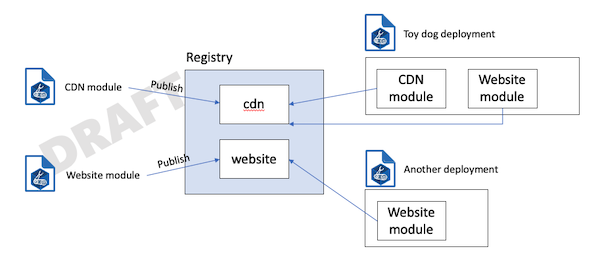 Toy dog deployment
Registry
CDN module
Publish
cdn
CDN
module
Website
module
DRAFT
Website module
Publish
website
Another deployment
Website
module